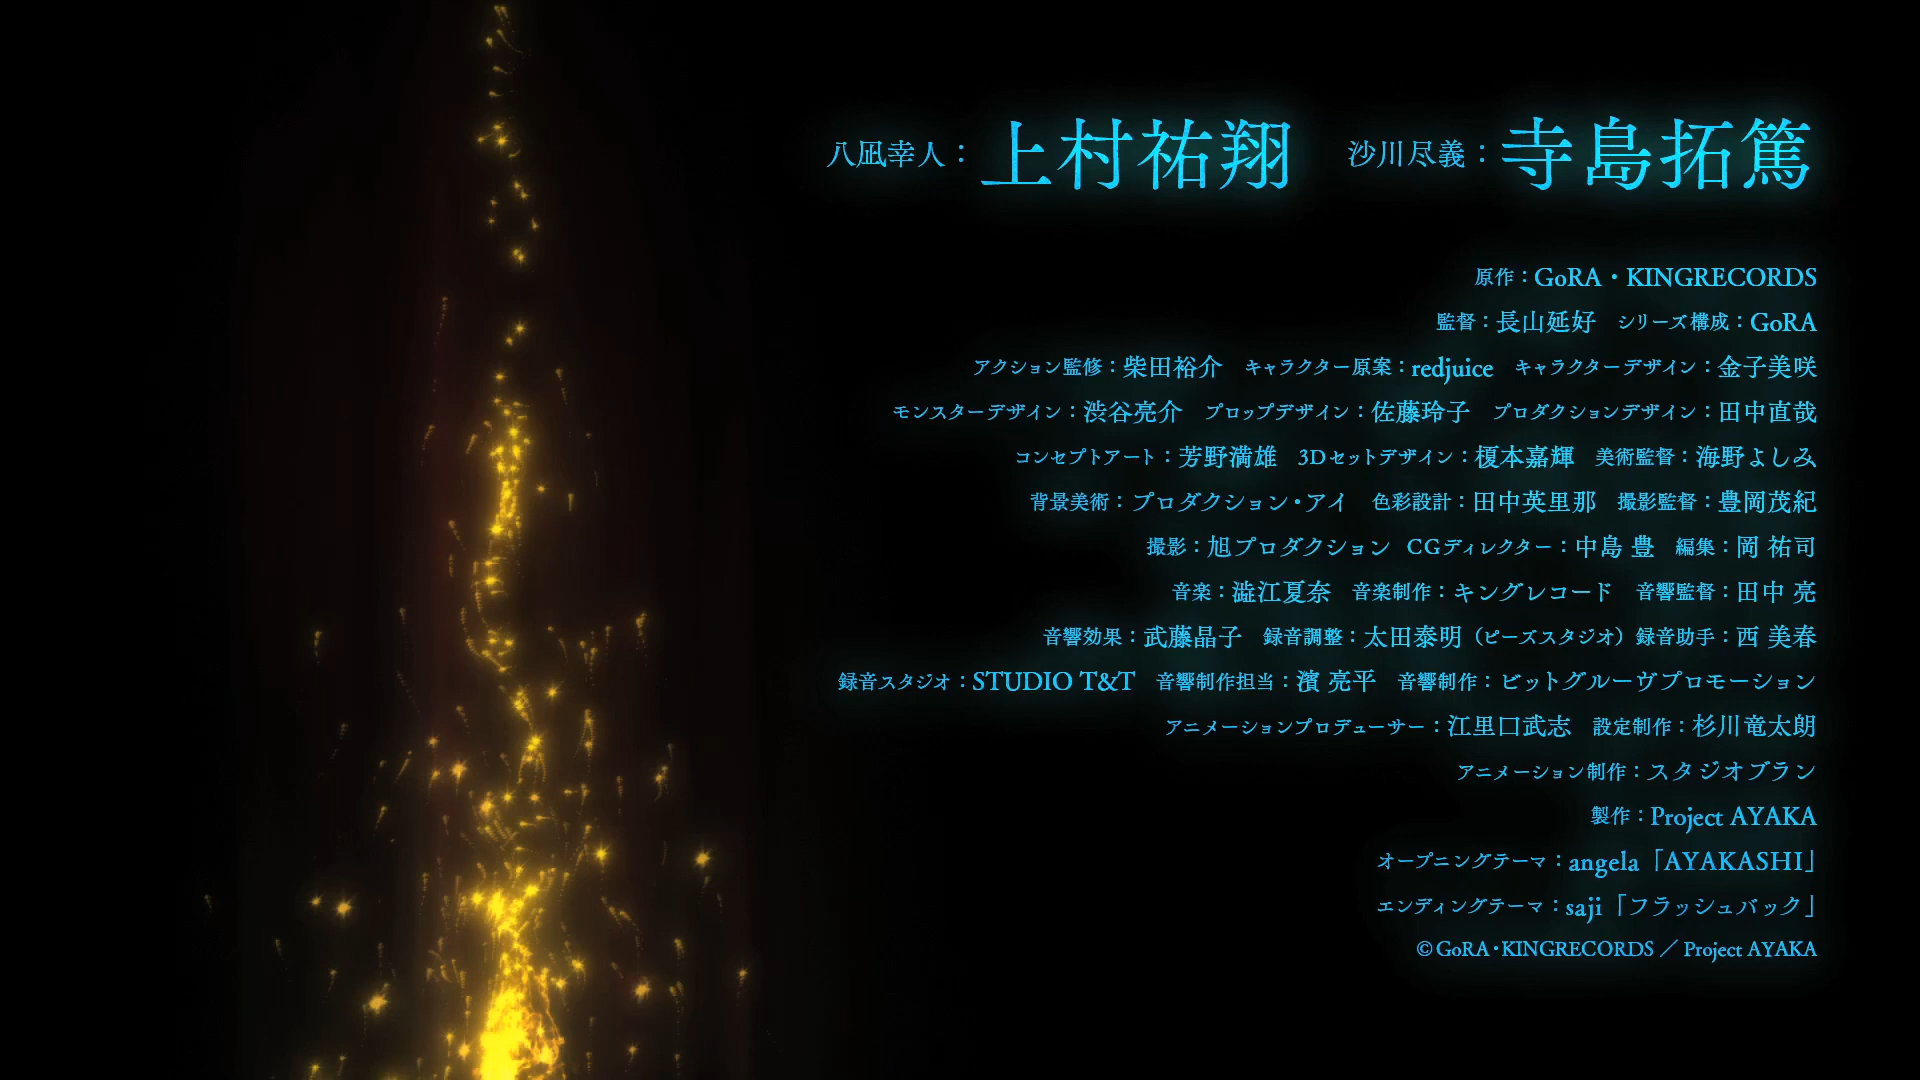 八凪幸人：上村祐翔　沙川尽義：寺島拓篤
原作：GoRA・KINGRECORDS
監督：長山延好　シリーズ構成：GoRA
アクション監修：柴田裕介　キャラクター原案：redjuice　キャラクターデザイン：金子美咲
モンスターデザイン：渋谷亮介　プロップデザイン：佐藤玲子　プロダクションデザイン：田中直哉
コンセプトアート：芳野満雄　3Dセットデザイン：榎本嘉輝　美術監督：海野よしみ
背景美術：プロダクション・アイ　色彩設計：田中英里那　撮影監督：豊岡茂紀
撮影：旭プロダクション　CGディレクター：中島 豊　編集：岡 祐司
音楽：澁江夏奈　音楽制作：キングレコード　音響監督：田中 亮
音響効果：武藤晶子　録音調整：太田泰明（ピーズスタジオ）録音助手：西 美春
録音スタジオ：STUDIO T&T　音響制作担当：濱 亮平　音響制作：ビットグルーヴプロモーション
アニメーションプロデューサー：江里口武志　設定制作：杉川竜太朗
アニメーション制作：スタジオブラン
製作：Project AYAKA
オープニングテーマ：angela「AYAKASHI」
エンディングテーマ：saji「フラッシュバック」
©GoRA・KINGRECORDS／Project AYAKA